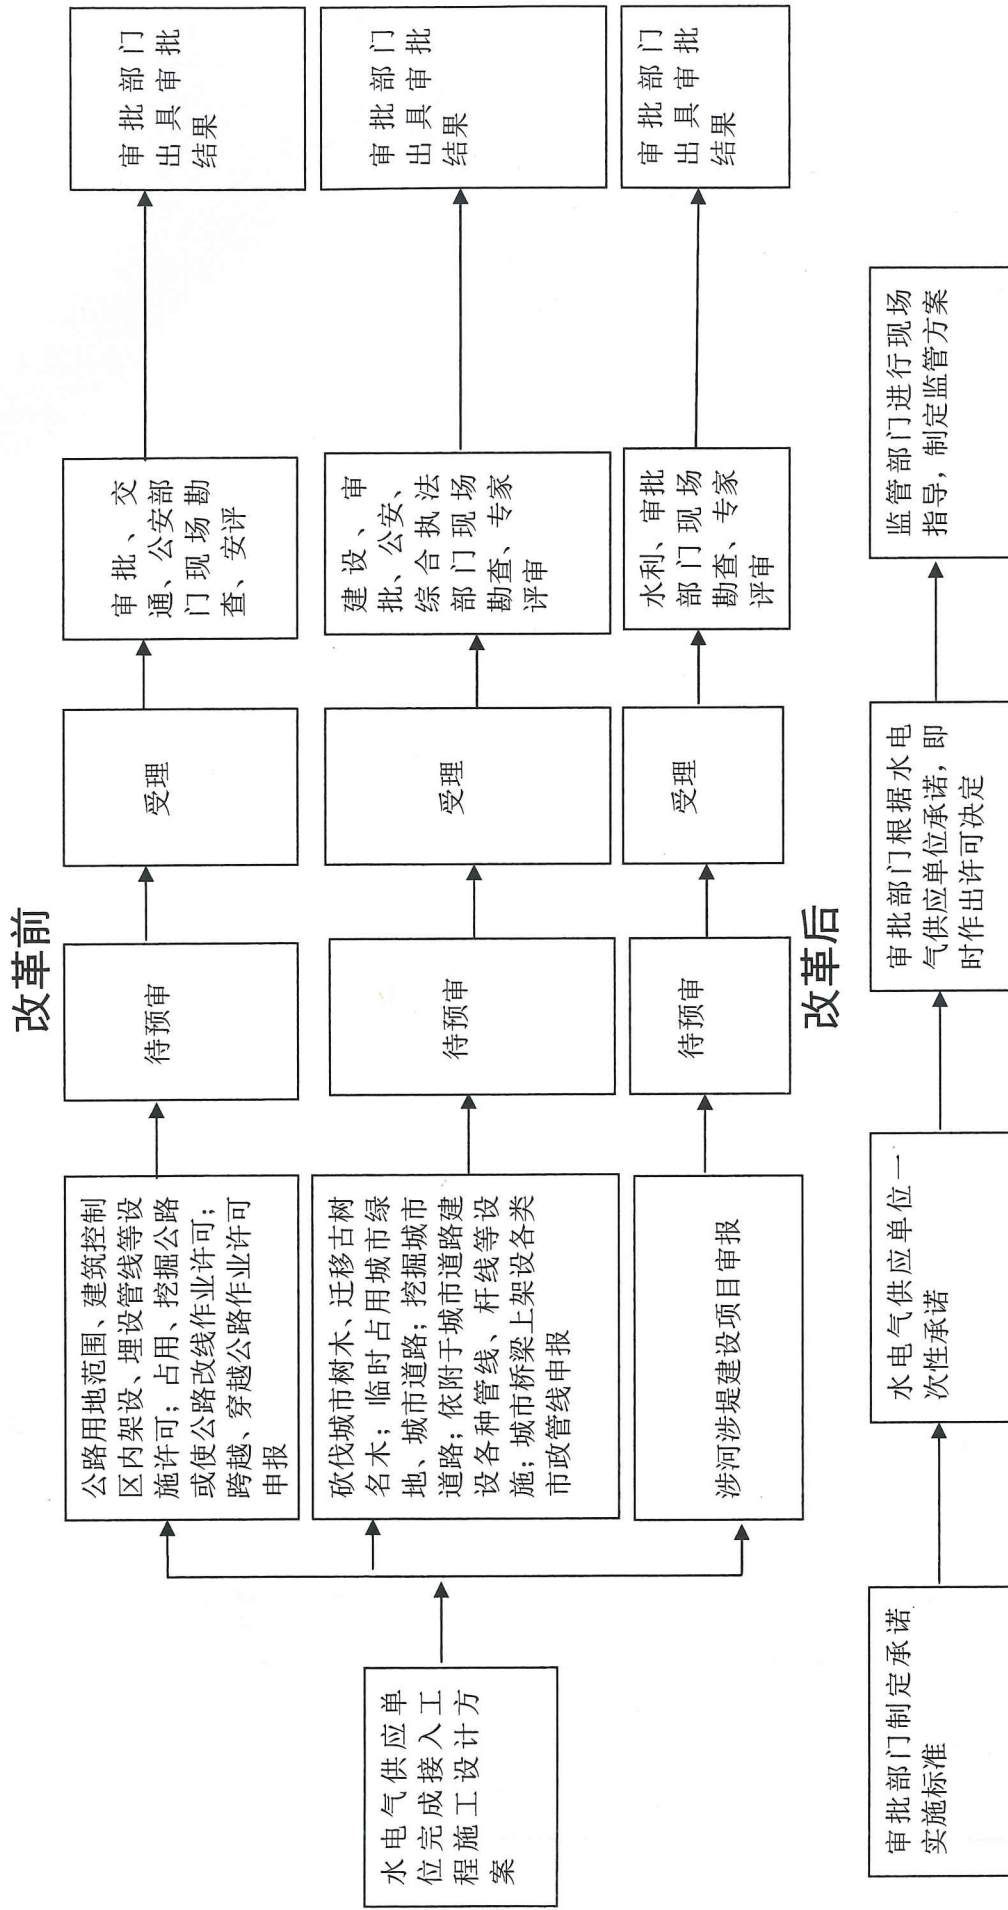 改革前
水电气供应单
位完成接入工
程施工设计方
案
公路用地范围、建筑控制
区内架设、埋设管线等设
施许可；占用、挖掘公路
或使公路改线作业许可；
跨越、穿越公路作业许可
申报
待预审
受理
审批、交
通、公安部
门现场勘
查、安评
审批部门
出具审批
结果
砍伐城市树木、迁移古树
名木；临时占用城市绿
地、城市道路；挖掘城市
道路；依附于城市道路建
设各种管线、杆线等设
施；城市桥梁上架设各类
市政管线申报
待预审
受理
建设、审
批、公安、
综合执法
部门现场
勘查、专家
评审
审批部门
出具审批
结果
涉河涉堤建设项目审报
待预审
受理
水利、审批
部门现场
勘查、专家
评审
审批部门
出具审批
结果
改革后
审批部门制定承诺
实施标准
水电气供应单位一
次性承诺
审批部门根据水电
气供应单位承诺，即
时作出许可决定
监管部门进行现场
指导，制定监管方案